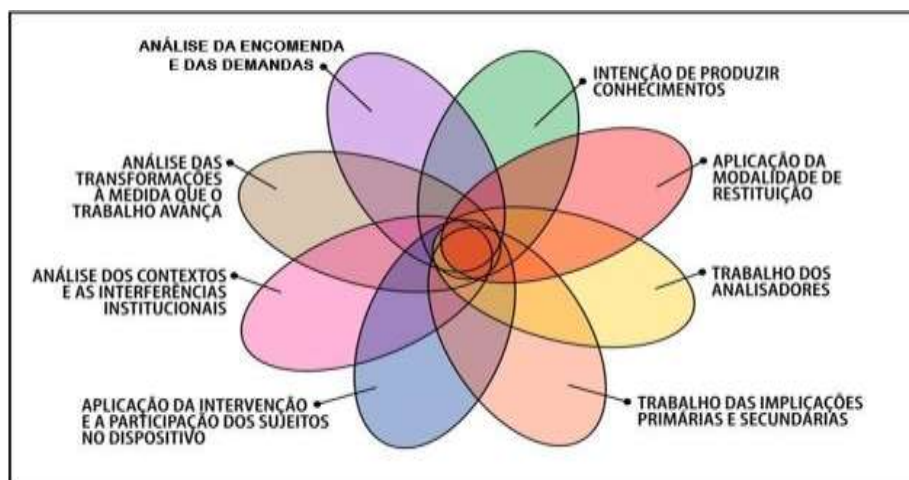 ANÁLISE DA ENCOMENDA
E DAS DEMANDAS
INTENÇÃO DE PRODUZIR
CONHECIMENTOS
ANÁLISE DAS
TRANSFORMAÇÕES
À MEDIDA QUE O
TRABALHO AVANÇA
APLICAÇÃO DA
MODALIDADE DE
RESTITUIÇÃO
ANÁLISE DOS CONTEXTOS
E AS INTERFERÊNCIAS
INSTITUCIONAIS
TRABALHO DOS
ANALISADORES
APLICAÇÃO DA INTERVENÇÃO
E A PARTICIPAÇÃO DOS SUJEITOS
NO DISPOSITIVO
TRABALHO DAS IMPLICAÇÕES
PRIMÁRIAS E SECUNDÁRIAS